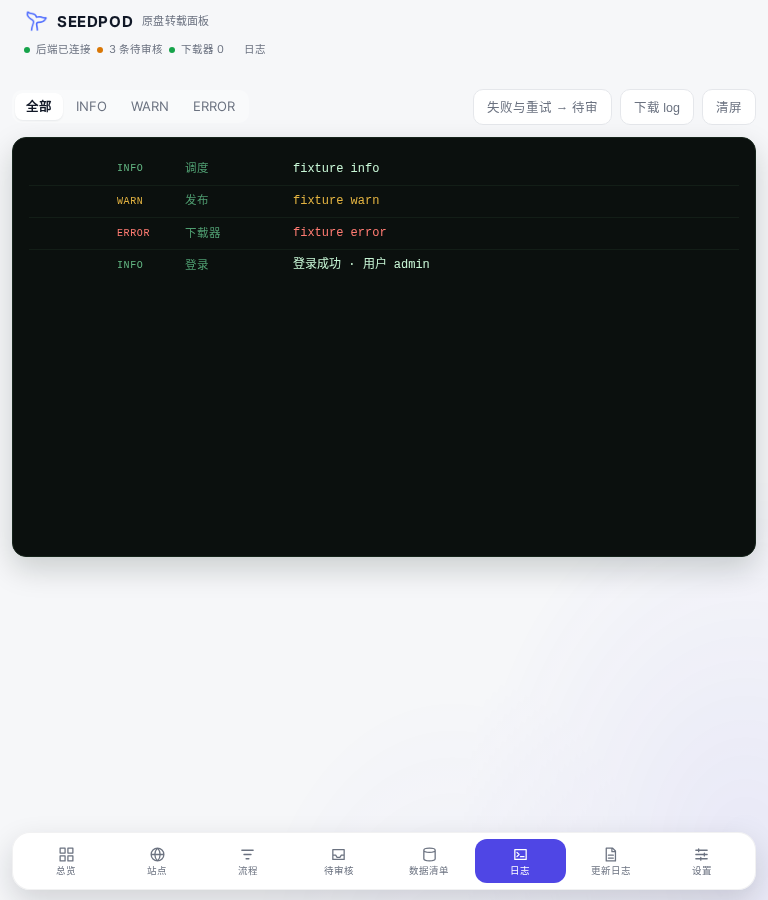 SEEDPOD 原盘转载面板
后端已连接 3 条待审核 下载器 0 日志
全部 INFO WARN ERROR 失败与重试 → 待审 下载 log 清屏
INFO 调度 fixture info
WARN 发布 fixture warn
ERROR 下载器 fixture error
INFO 登录 登录成功 · 用户 admin
总览 站点 流程 待审核 数据清单 日志 更新日志 设置